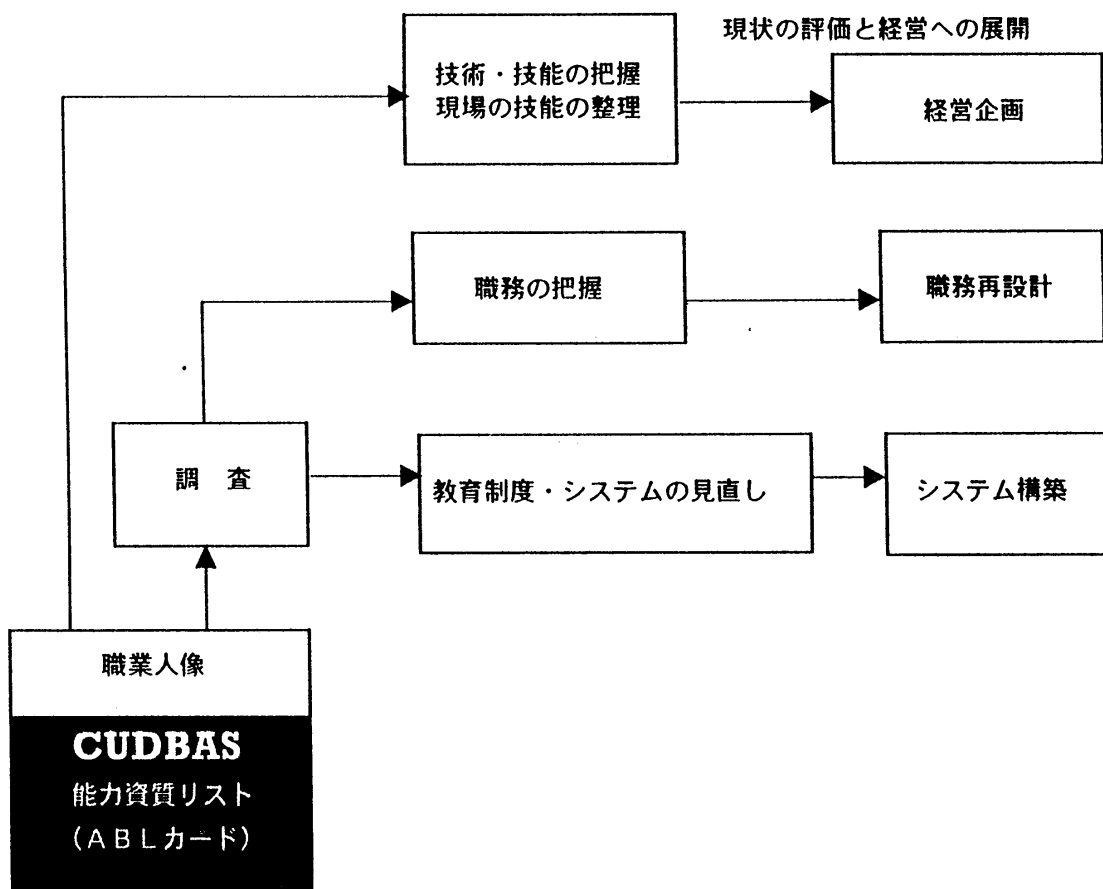 現状の評価と経営への展開
技術・技能の把握
現場の技能の整理
経営企画
職務の把握
職務再設計
調　査
教育制度・システムの見直し
システム構築
職業人像
CUDBAS
能力資質リスト
（ＡＢＬカード）